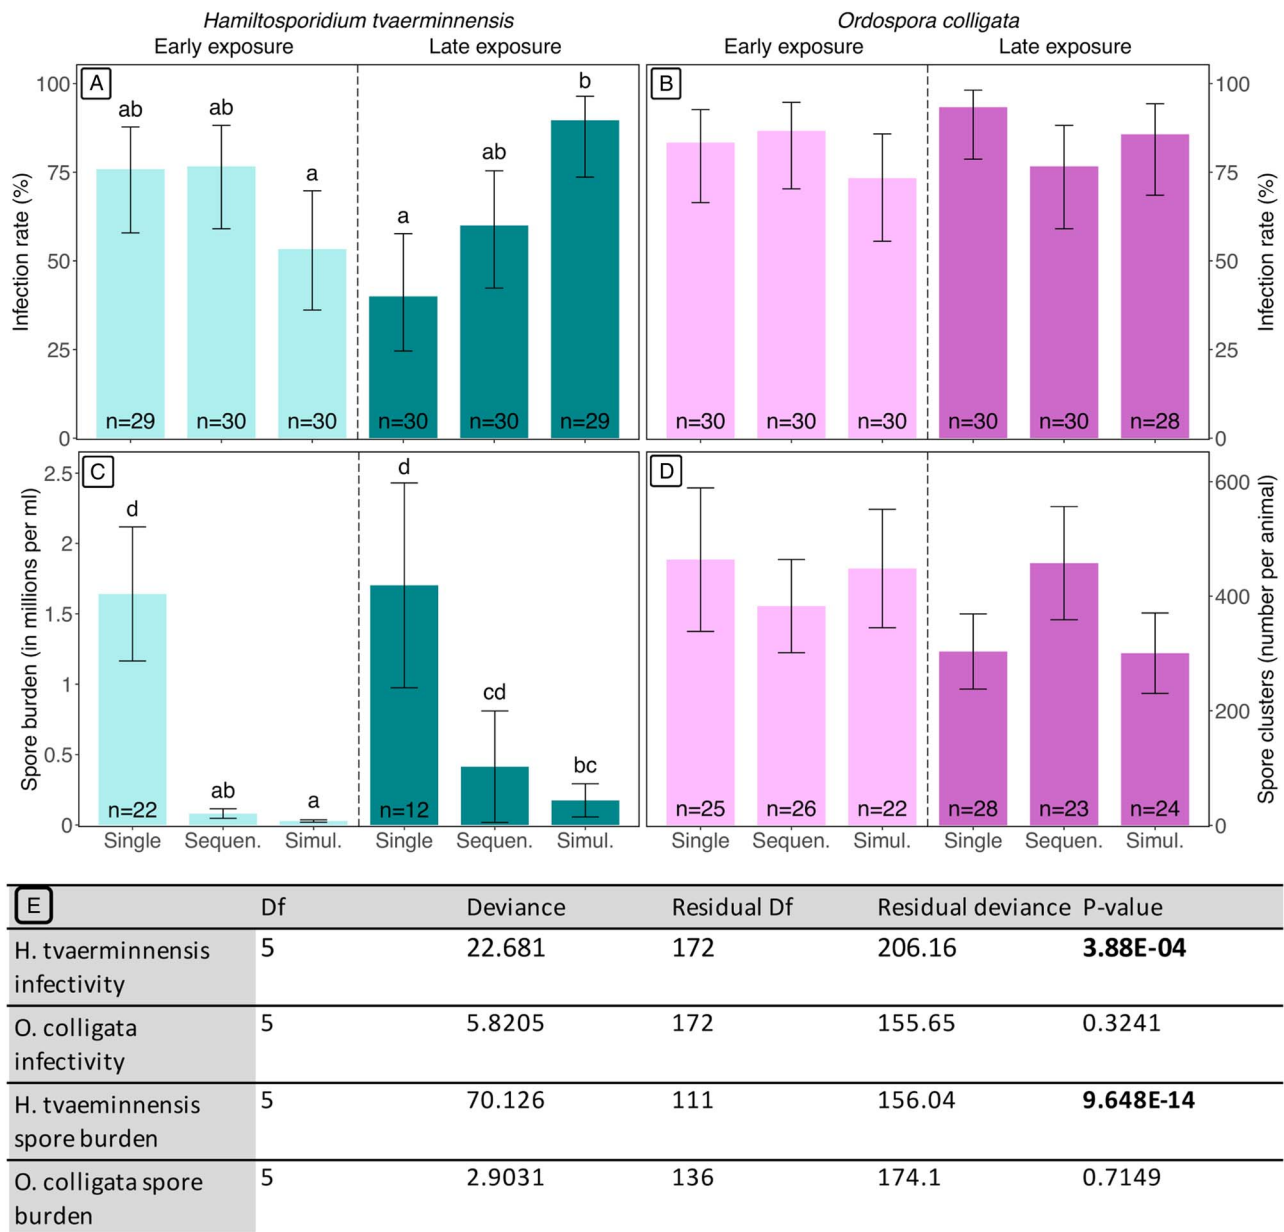 Hamiltosporidium tvaerminnensis
Ordospora colligata
Early exposure
Late exposure
Early exposure
Late exposure
A
Infection rate (%)
100
75
50
25
0
ab
ab
a
a
ab
b
n=29
n=30
n=30
n=30
n=30
n=29
B
n=30
n=30
n=30
n=30
n=30
n=28
100
75
50
25
0
Infection rate (%)
C
Spore burden (in millions per ml)
2.5
2
1.5
1
0.5
0
d
ab
a
d
cd
bc
n=22
n=12
Single
Sequen.
Simul.
Single
Sequen.
Simul.
D
n=25
n=26
n=22
n=28
n=23
n=24
600
400
200
0
Spore clusters (number per animal)
Single
Sequen.
Simul.
Single
Sequen.
Simul.
E Df Deviance Residual Df Residual deviance P-value
H. tvaerminnensis 5 22.681 172 206.16 3.88E-04
infectivity
O. colligata 5 5.8205 172 155.65 0.3241
infectivity
H. tvaeminnensis 5 70.126 111 156.04 9.648E-14
spore burden
O. colligata spore 5 2.9031 136 174.1 0.7149
burden